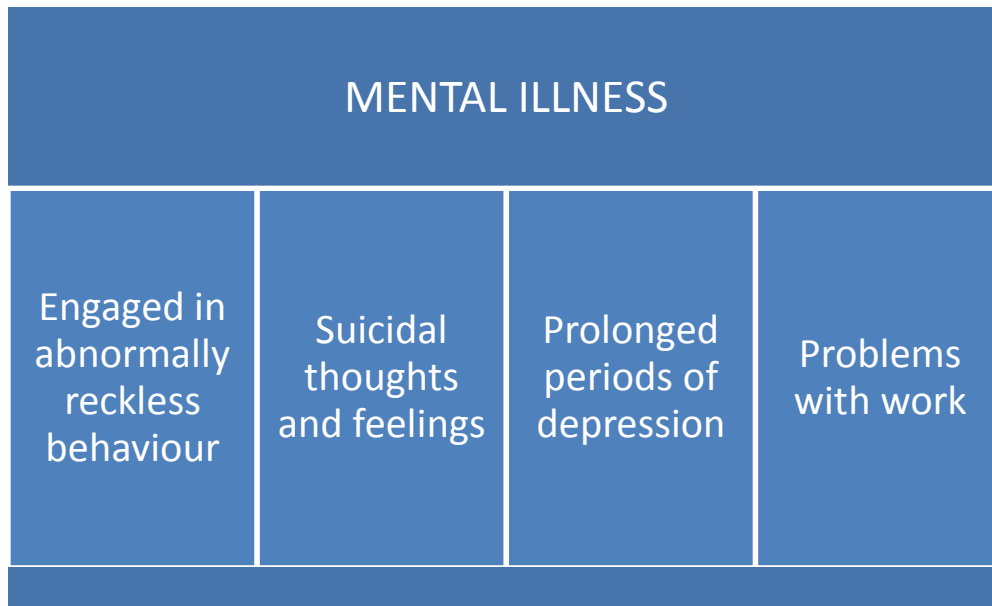 MENTAL ILLNESS
Engaged in
abnormally
reckless
behaviour
Suicidal
thoughts
and feelings
Prolonged
periods of
depression
Problems
with work